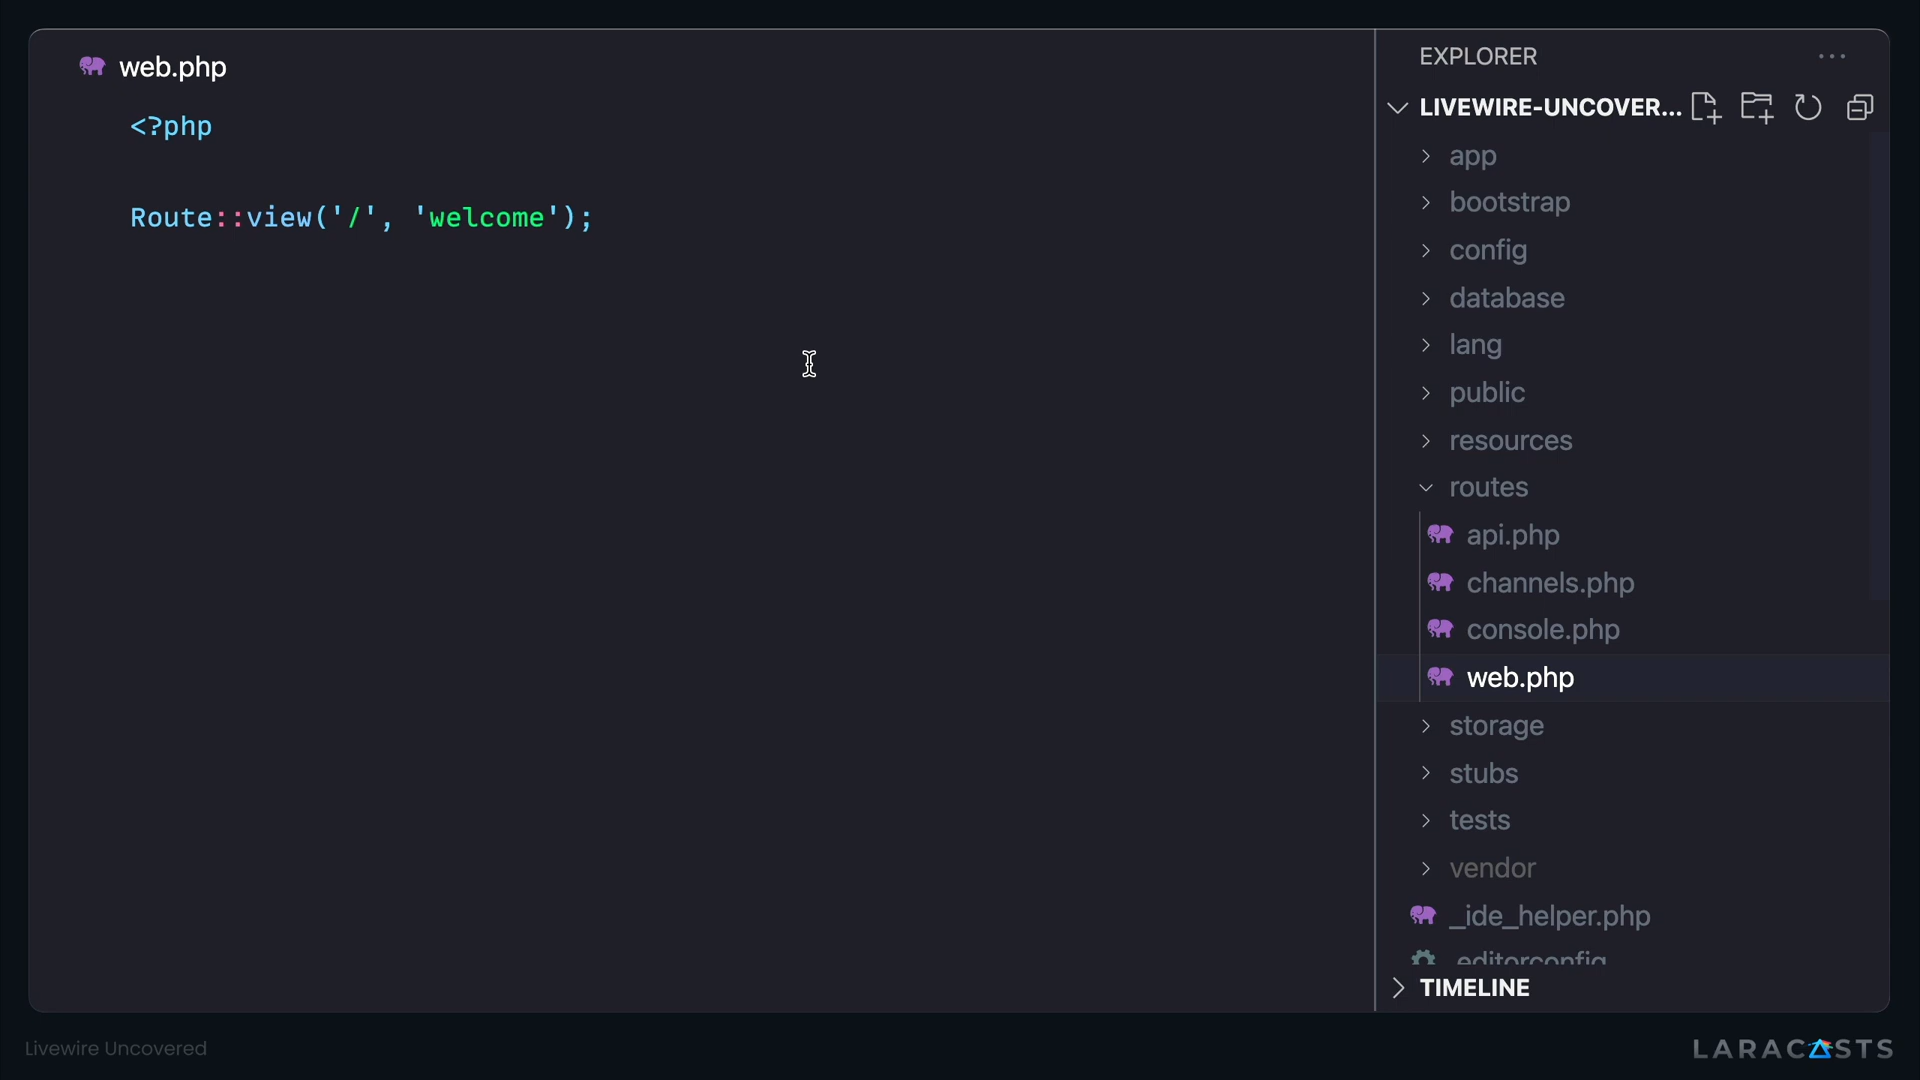 web.php
<?php
Route::view('/', 'welcome');
EXPLORER
LIVEWIRE-UNCOVER...
app
bootstrap
config
database
lang
public
resources
routes
api.php
channels.php
console.php
web.php
storage
stubs
tests
vendor
_ide_helper.php
.editorconfig
TIMELINE
Livewire Uncovered
LARACASTS